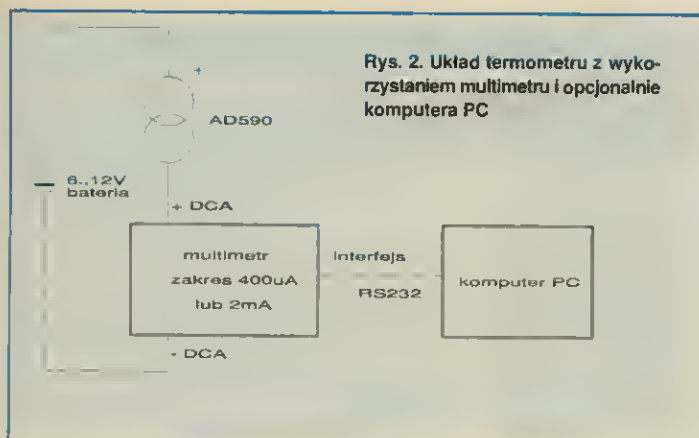 Rys. 2. Układ termometru z wyko-
rzystaniem multimetru i opcjonalnie
komputera PC
+
AD590
6..12V
bateria
+ DCA
multimetr
zakres 400uA
lub 2mA
Interfejs
RS232
komputer PC
- DCA